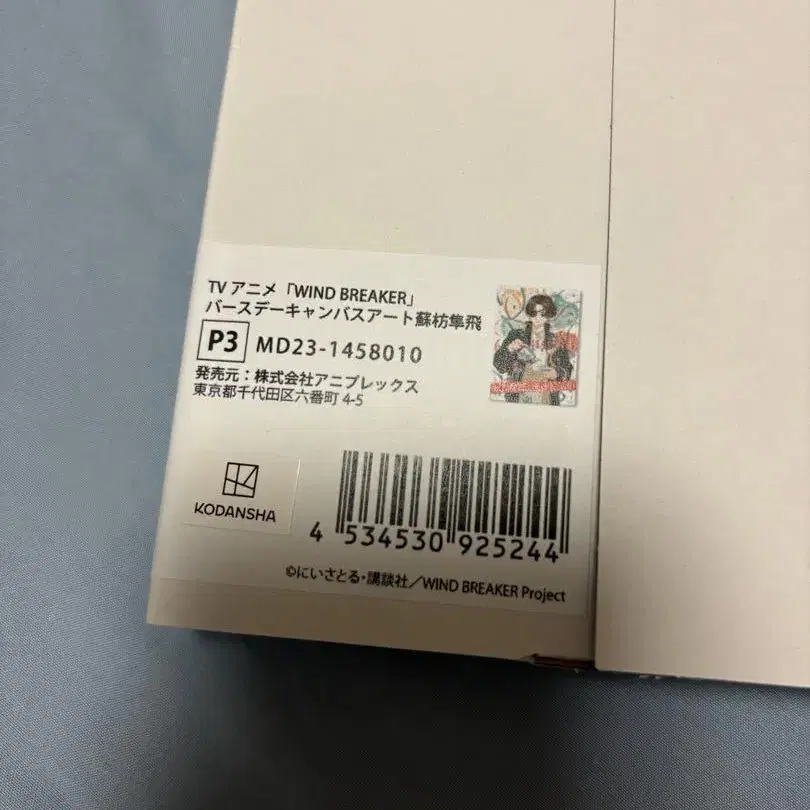 TV アニメ「WIND BREAKER」
バースデーキャンバスアート蘇枋隼飛
P3 MD23-1458010
発売元：株式会社アニプレックス
東京都千代田区六番町 4-5
KODANSHA
4 534530 925244
©にいさとる・講談社／WIND BREAKER Project